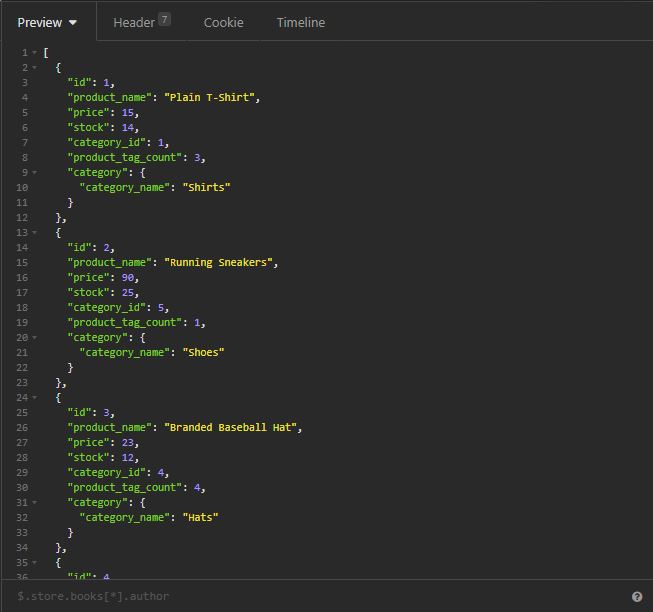 Preview Header 7 Cookie Timeline
1 [
2 {
3 "id": 1,
4 "product_name": "Plain T-Shirt",
5 "price": 15,
6 "stock": 14,
7 "category_id": 1,
8 "product_tag_count": 3,
9 "category": {
10 "category_name": "Shirts"
11 }
12 },
13 {
14 "id": 2,
15 "product_name": "Running Sneakers",
16 "price": 90,
17 "stock": 25,
18 "category_id": 5,
19 "product_tag_count": 1,
20 "category": {
21 "category_name": "Shoes"
22 }
23 },
24 {
25 "id": 3,
26 "product_name": "Branded Baseball Hat",
27 "price": 23,
28 "stock": 12,
29 "category_id": 4,
30 "product_tag_count": 4,
31 "category": {
32 "category_name": "Hats"
33 }
34 },
35 {
36 "id": 4
$.store.books[*].author ?